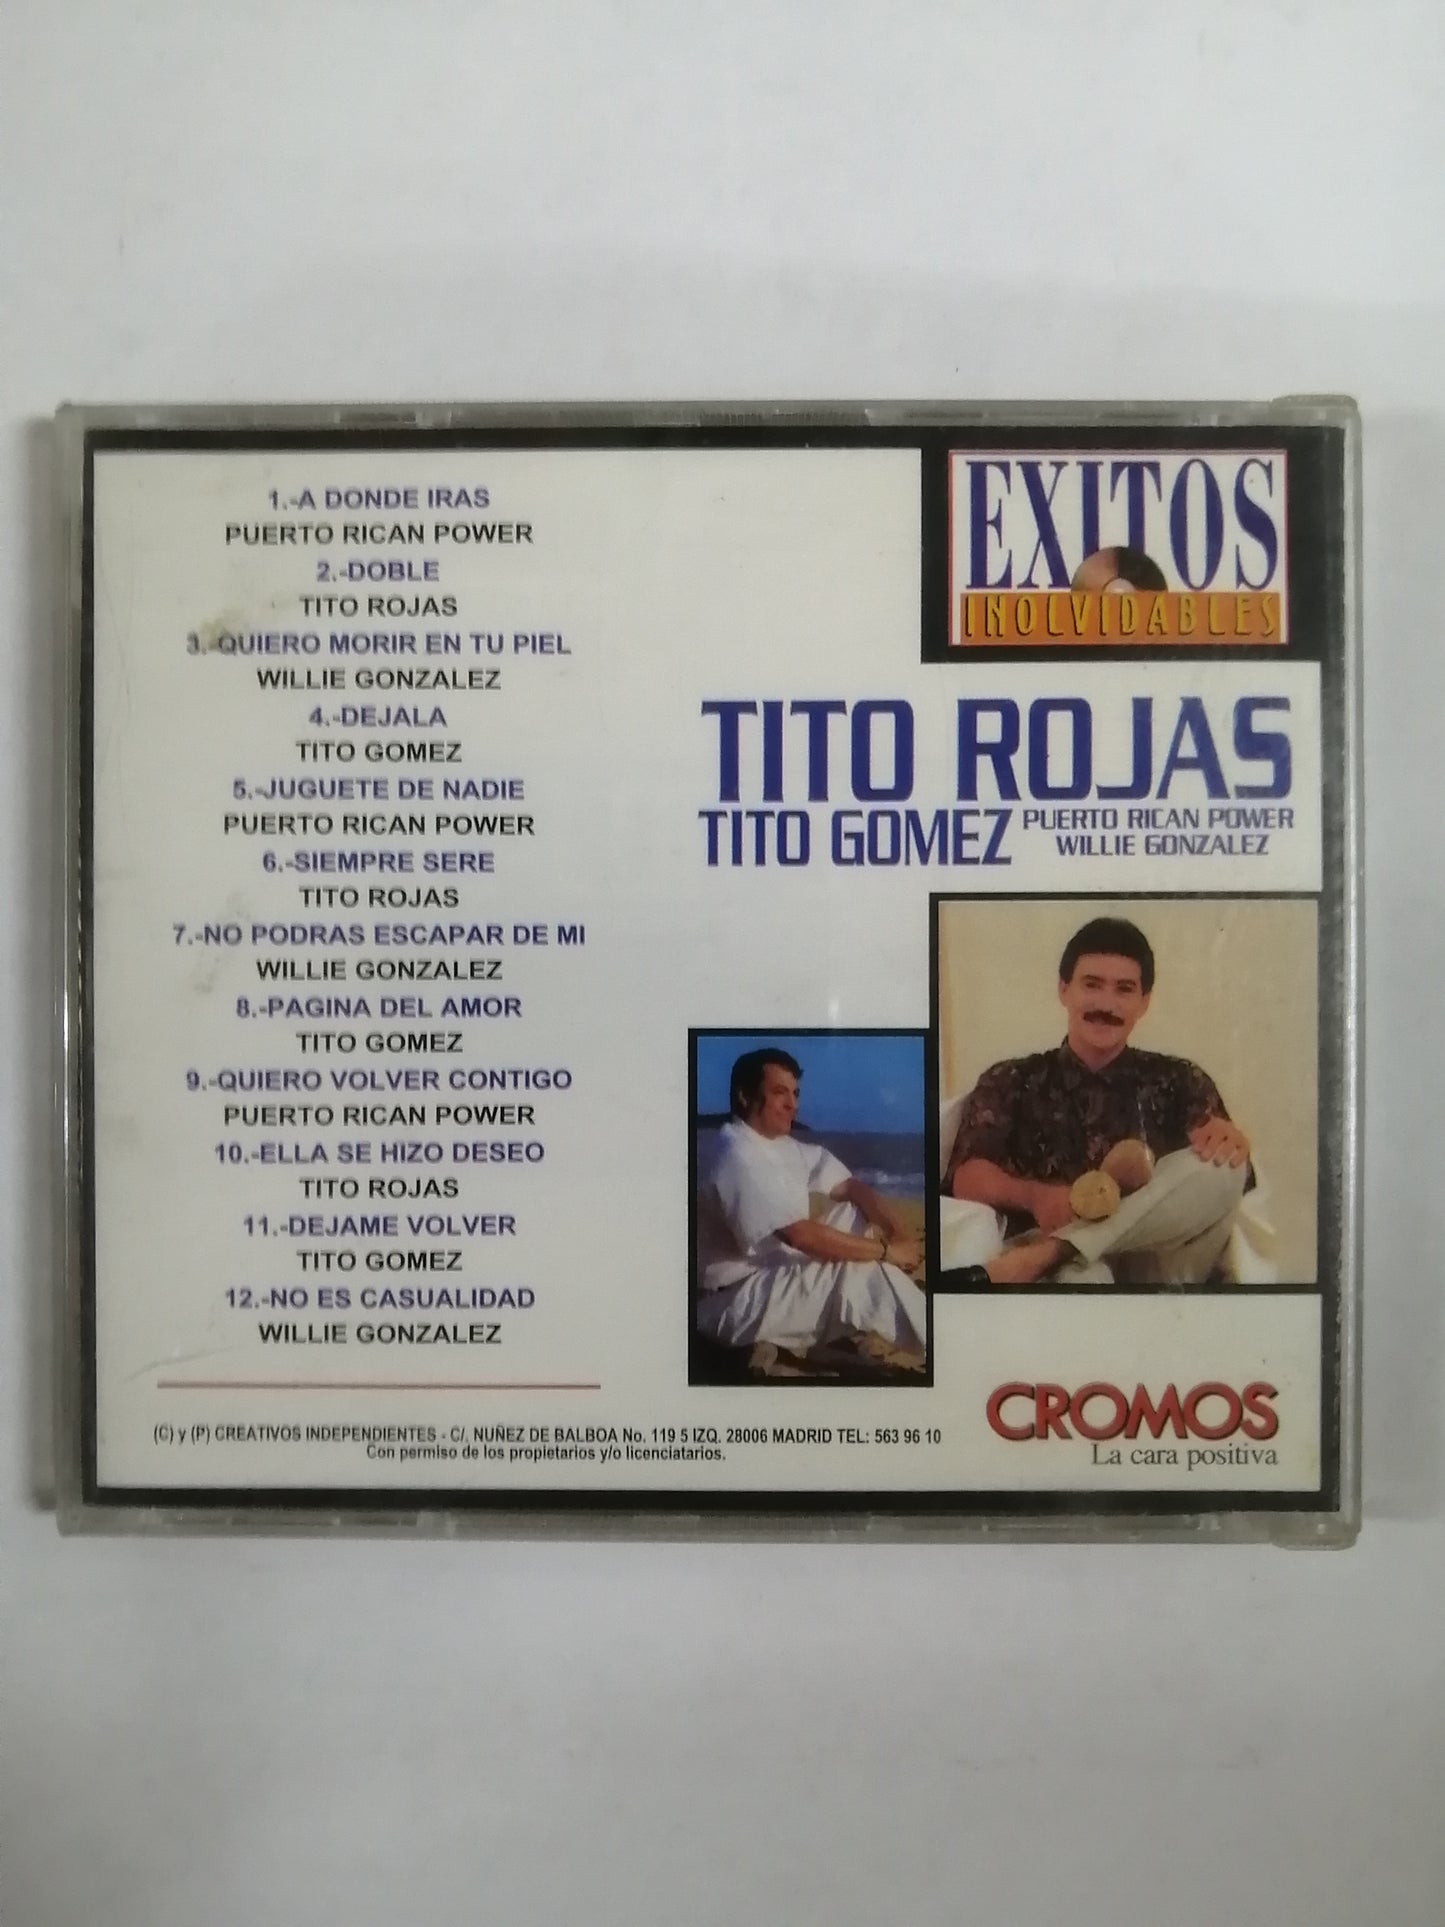 1.-A DONDE IRAS
PUERTO RICAN POWER
2.-DOBLE
TITO ROJAS
3.-QUIERO MORIR EN TU PIEL
WILLIE GONZALEZ
4.-DEJALA
TITO GOMEZ
5.-JUGUETE DE NADIE
PUERTO RICAN POWER
6.-SIEMPRE SERE
TITO ROJAS
7.-NO PODRAS ESCAPAR DE MI
WILLIE GONZALEZ
8.-PAGINA DEL AMOR
TITO GOMEZ
9.-QUIERO VOLVER CONTIGO
PUERTO RICAN POWER
10.-ELLA SE HIZO DESEO
TITO ROJAS
11.-DEJAME VOLVER
TITO GOMEZ
12.-NO ES CASUALIDAD
WILLIE GONZALEZ
(C) y (P) CREATIVOS INDEPENDIENTES - C/. NUÑEZ DE BALBOA No. 119 5 IZQ. 28006 MADRID TEL: 563 96 10
Con permiso de los propietarios y/o licenciatarios.
EXITOS
INOLVIDABLES
TITO ROJAS
TITO GOMEZ
PUERTO RICAN POWER
WILLIE GONZALEZ
CROMOS
La cara positiva